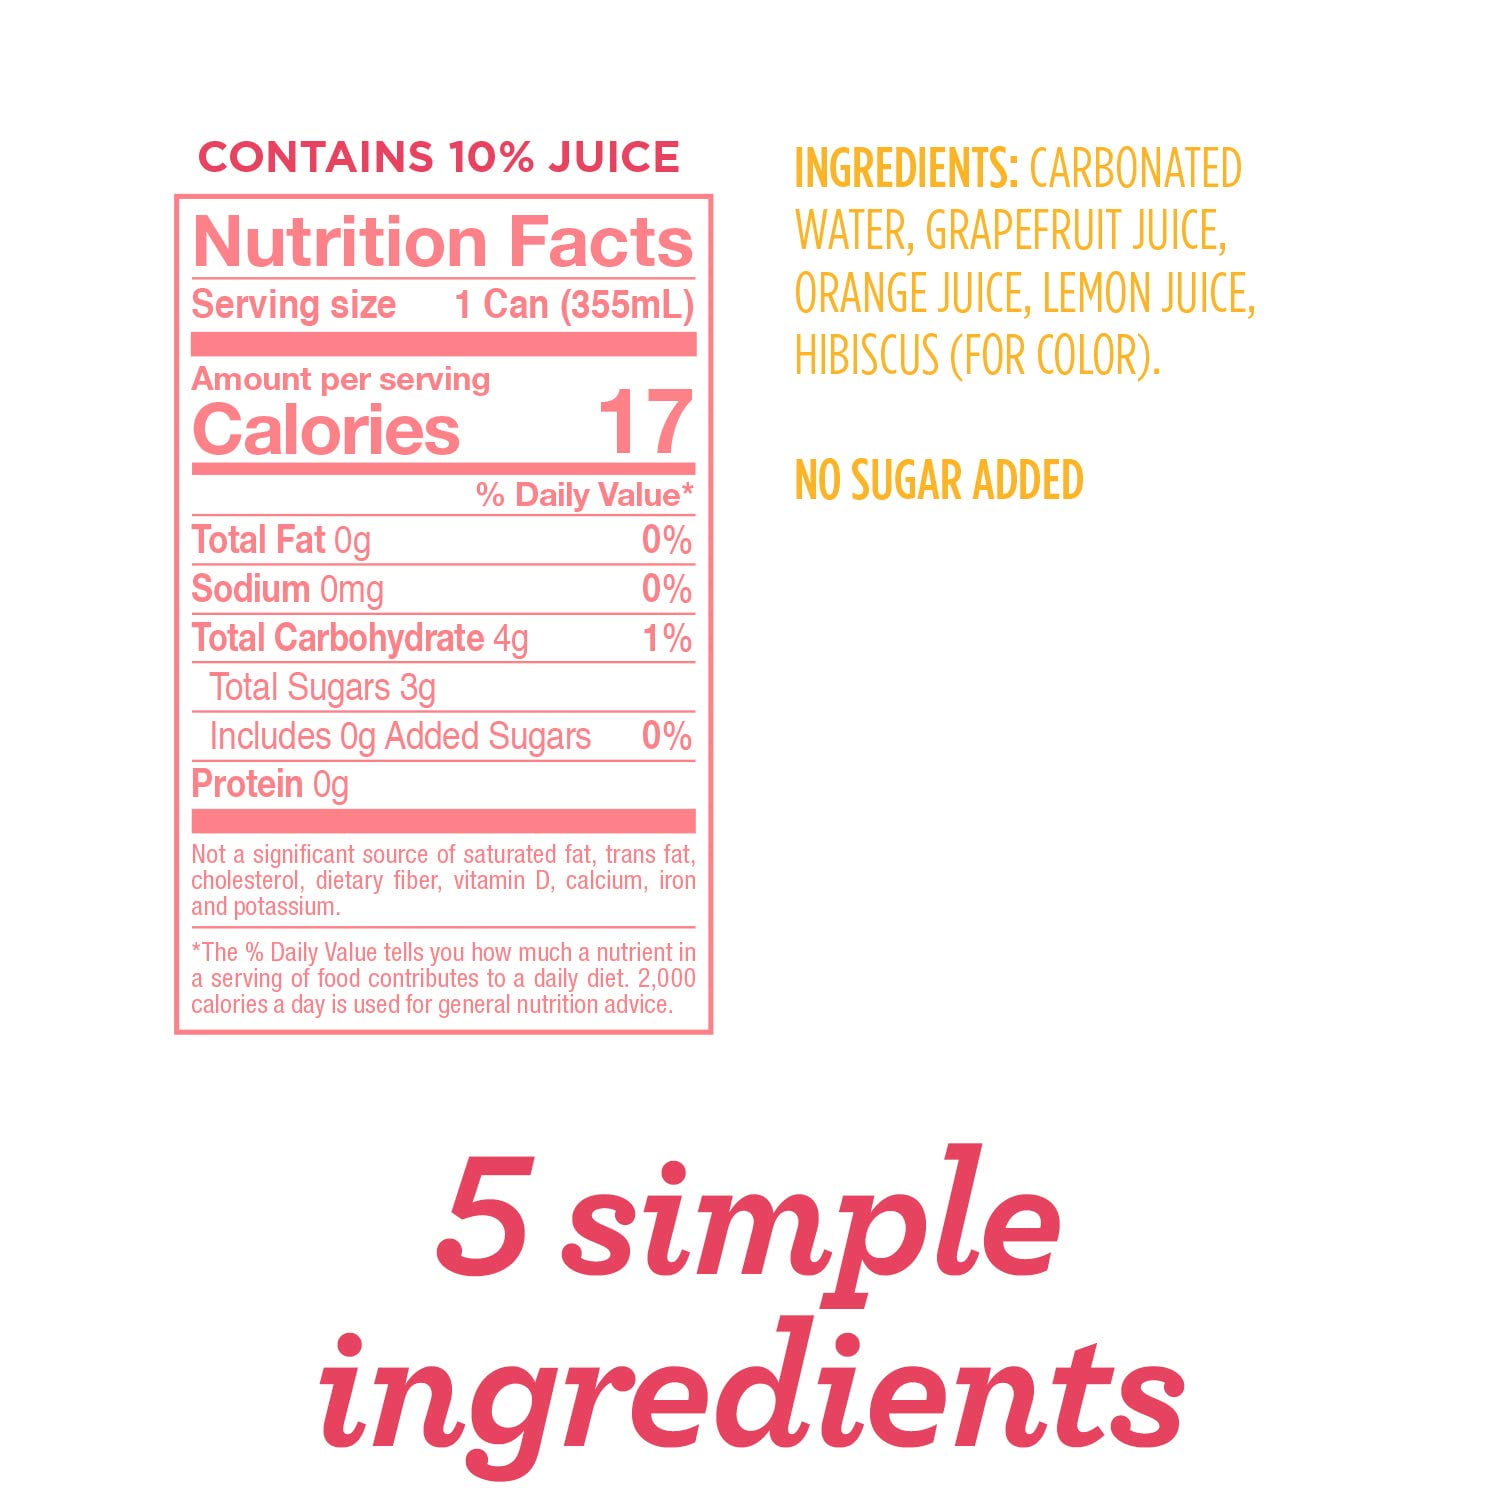 CONTAINS 10% JUICE
Nutrition Facts
Serving size 1 Can (355mL)
Amount per serving
Calories 17
% Daily Value*
Total Fat 0g 0%
Sodium 0mg 0%
Total Carbohydrate 4g 1%
Total Sugars 3g
Includes 0g Added Sugars 0%
Protein 0g
Not a significant source of saturated fat, trans fat,
cholesterol, dietary fiber, vitamin D, calcium, iron
and potassium.
*The % Daily Value tells you how much a nutrient in
a serving of food contributes to a daily diet. 2,000
calories a day is used for general nutrition advice.
INGREDIENTS: CARBONATED
WATER, GRAPEFRUIT JUICE,
ORANGE JUICE, LEMON JUICE,
HIBISCUS (FOR COLOR).
NO SUGAR ADDED
5 simple
ingredients